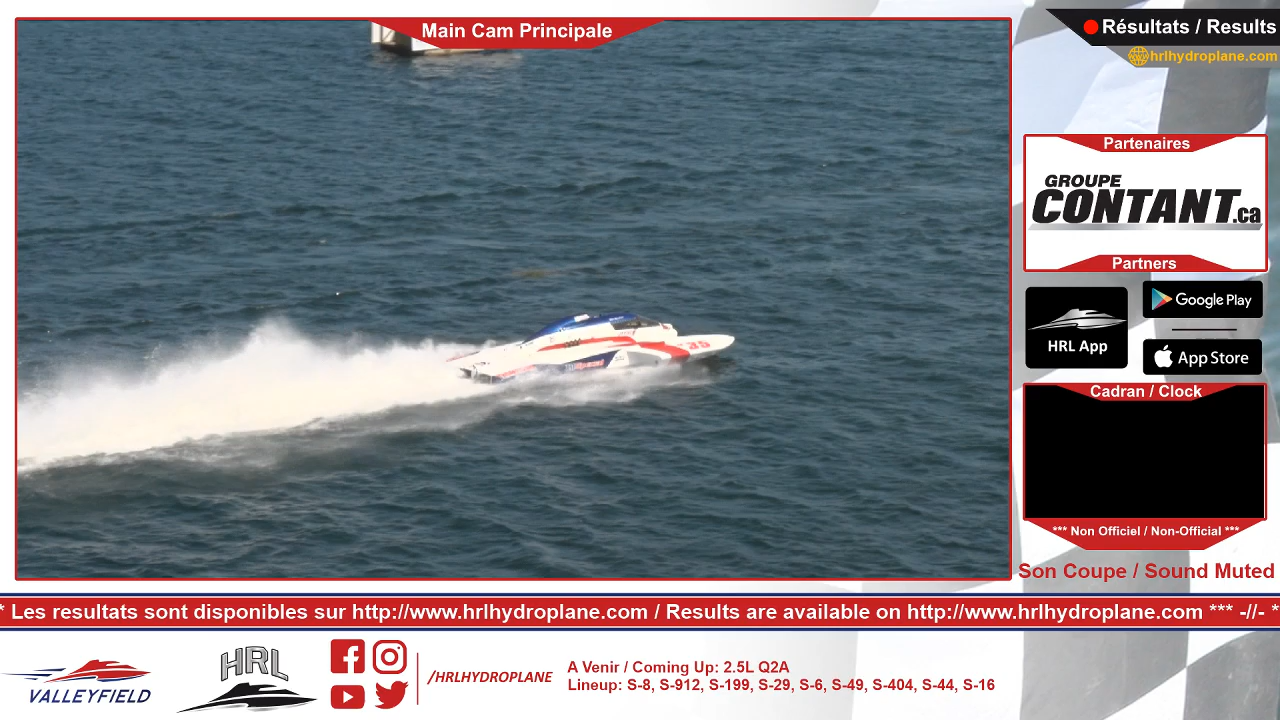 Main Cam Principale
Résultats / Results
hrlhydroplane.com
Partenaires
GROUPE
CONTANT.ca
Partners
HRL App
Google Play
App Store
Cadran / Clock
*** Non Officiel / Non-Official ***
Son Coupe / Sound Muted
* Les resultats sont disponibles sur http://www.hrlhydroplane.com / Results are available on http://www.hrlhydroplane.com *** -//- *
VALLEYFIELD
HRL
/HRLHYDROPLANE
A Venir / Coming Up: 2.5L Q2A
Lineup: S-8, S-912, S-199, S-29, S-6, S-49, S-404, S-44, S-16